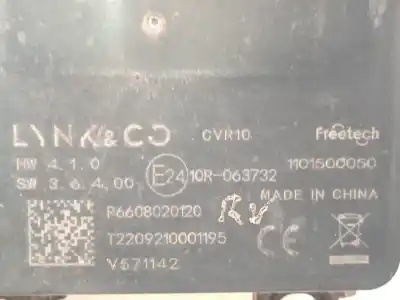 LYNK&CO CVR10 Freetech
HW 4.1.0
SW 3.6.4.00
E24 10R-063732
1101500050
MADE IN CHINA
P6608020120
RV
T2209210001195
CE
V571142